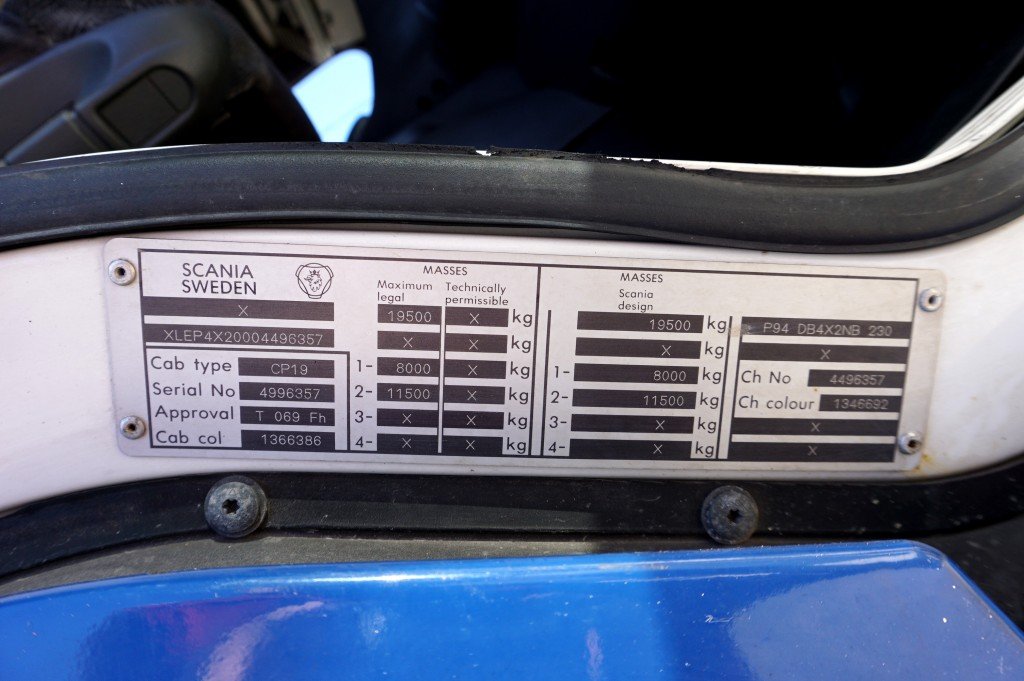 SCANIA
SWEDEN
X
XLEP4X20004496357
Cab type CP19
Serial No 4996357
Approval T 069 Fh
Cab col 1366386
MASSES
Maximum legal Technically permissible
19500 X kg
X X kg
1- 8000 X kg
2- 11500 X kg
3- X X kg
4- X X kg
MASSES
Scania
design
19500 kg
X kg
1- 8000 kg
2- 11500 kg
3- X kg
4- X kg
P94 DB4X2NB 230
X
Ch No 4496357
Ch colour 1346692
X
X